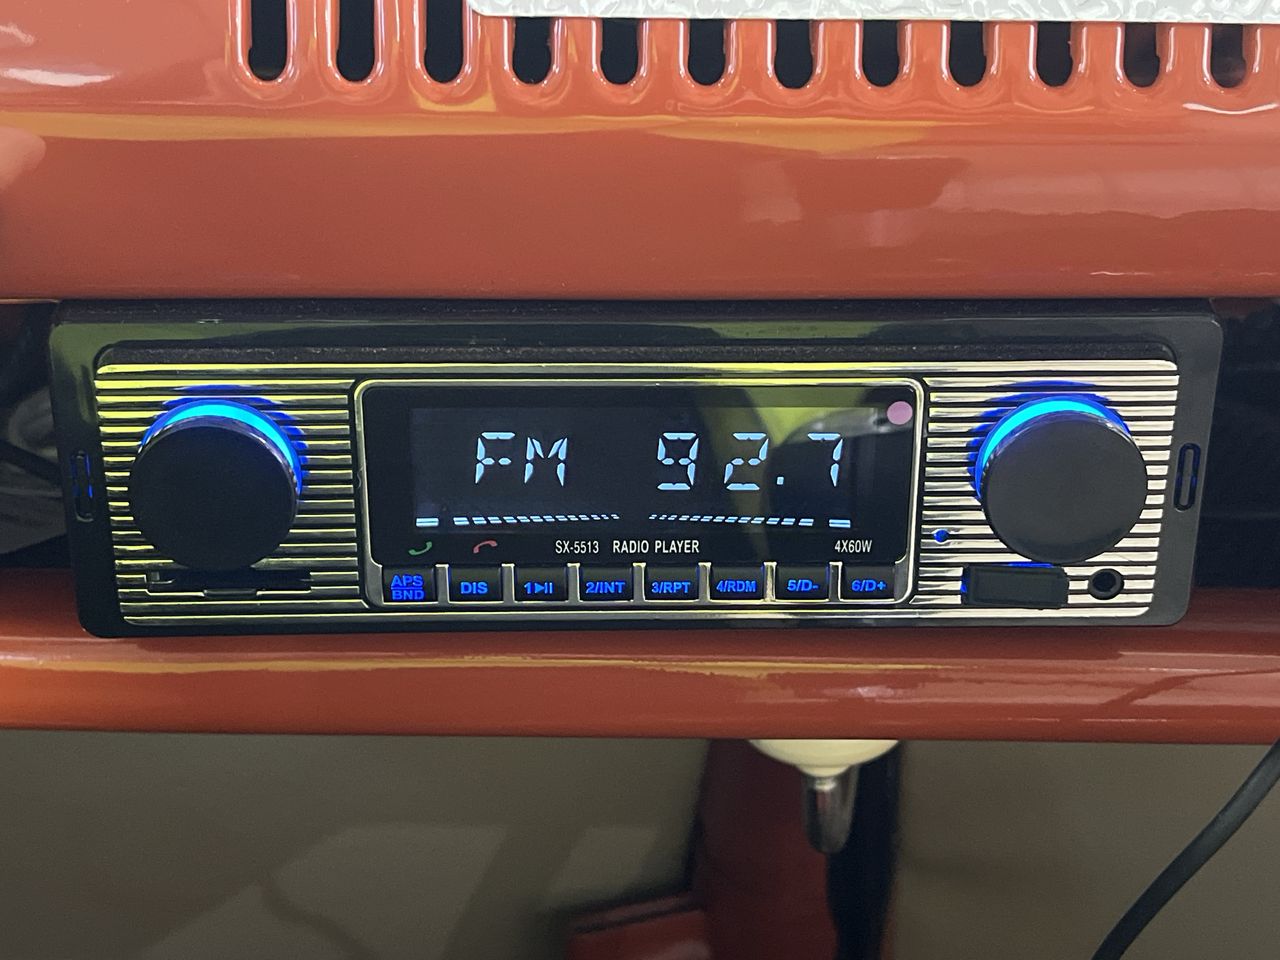 FM 92.7
SX-5513 RADIO PLAYER 4X60W
APS BND DIS 1▶II 2/INT 3/RPT 4/RDM 5/D- 6/D+